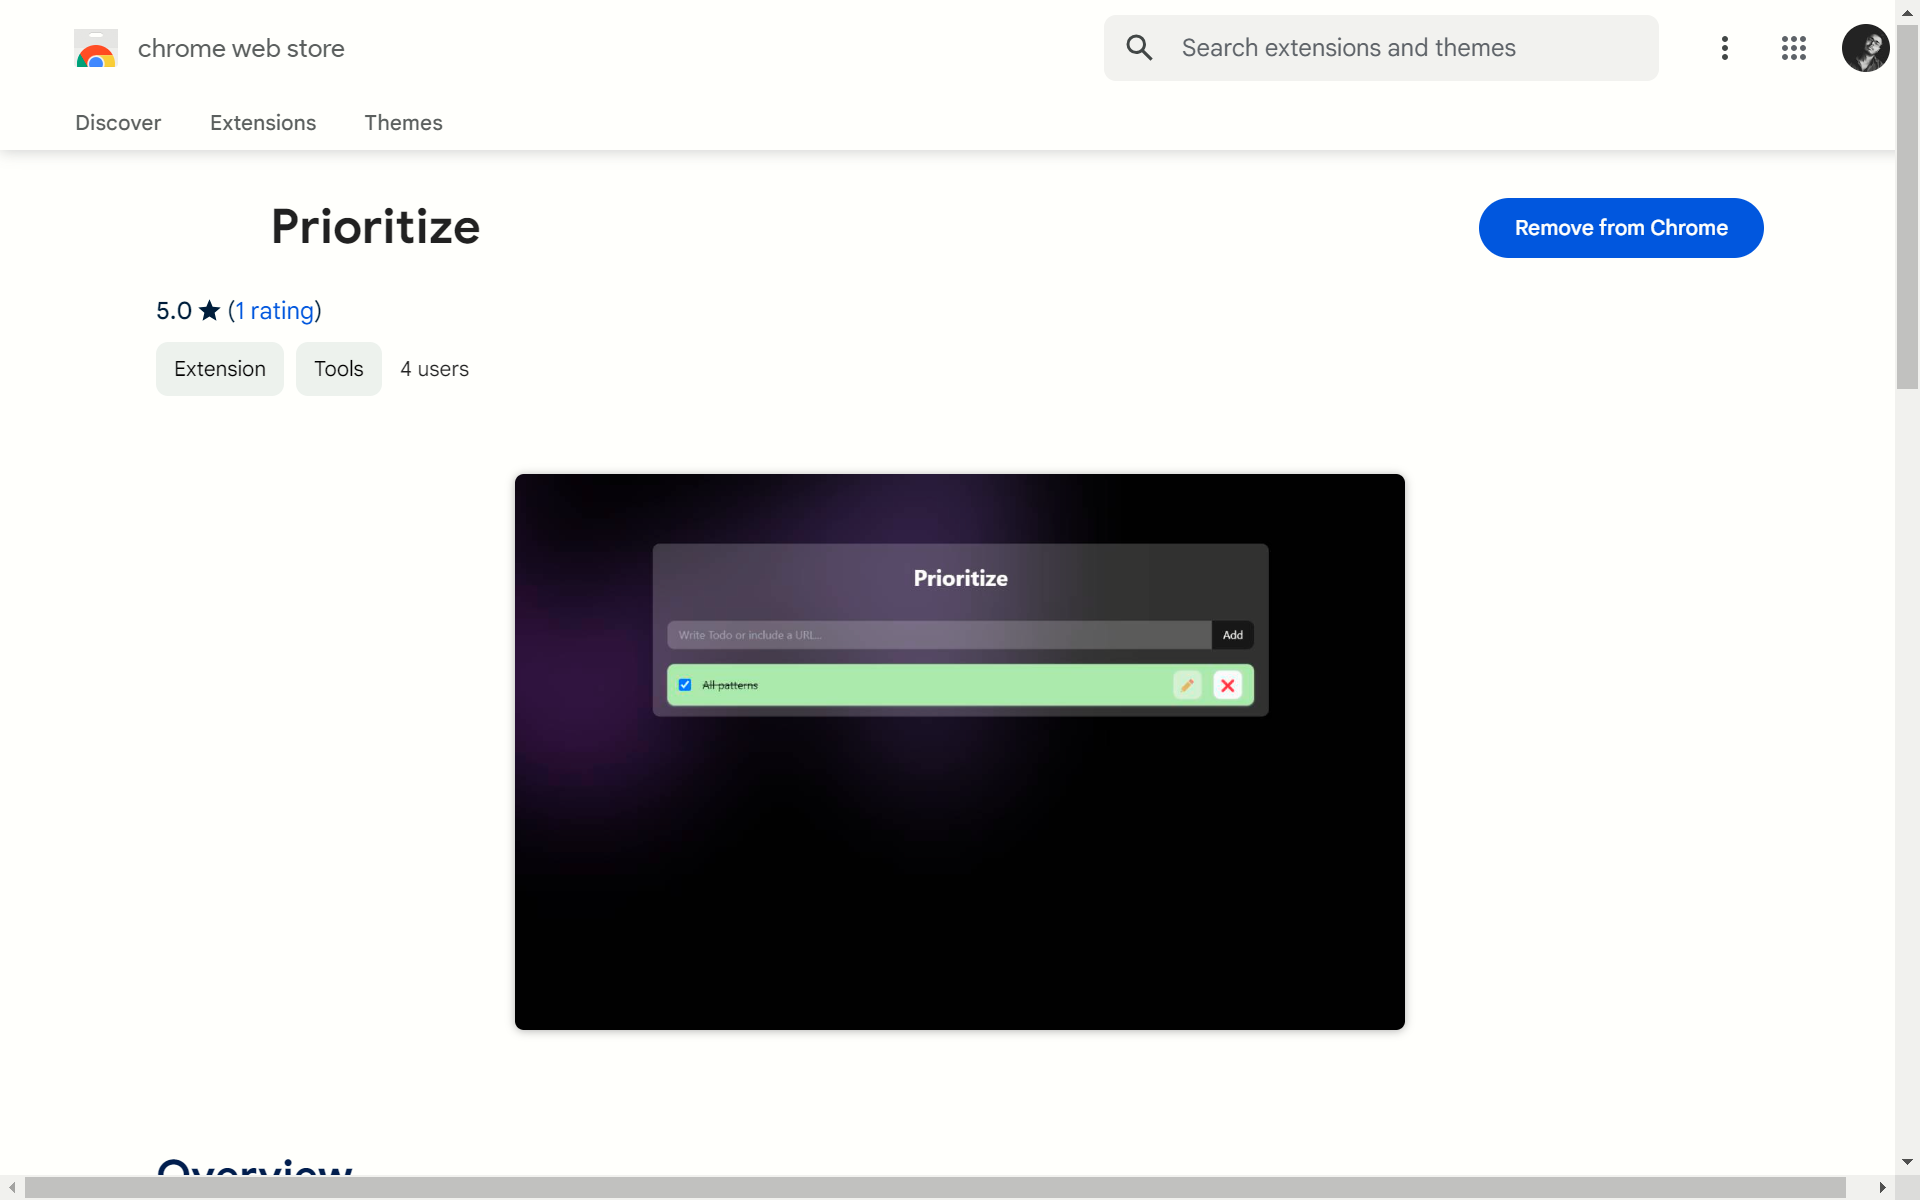 chrome web store
Search extensions and themes
Discover Extensions Themes
Prioritize
Remove from Chrome
5.0 ★ (1 rating)
Extension Tools 4 users
Prioritize
Write Todo or include a URL...
Add
All patterns
Overview